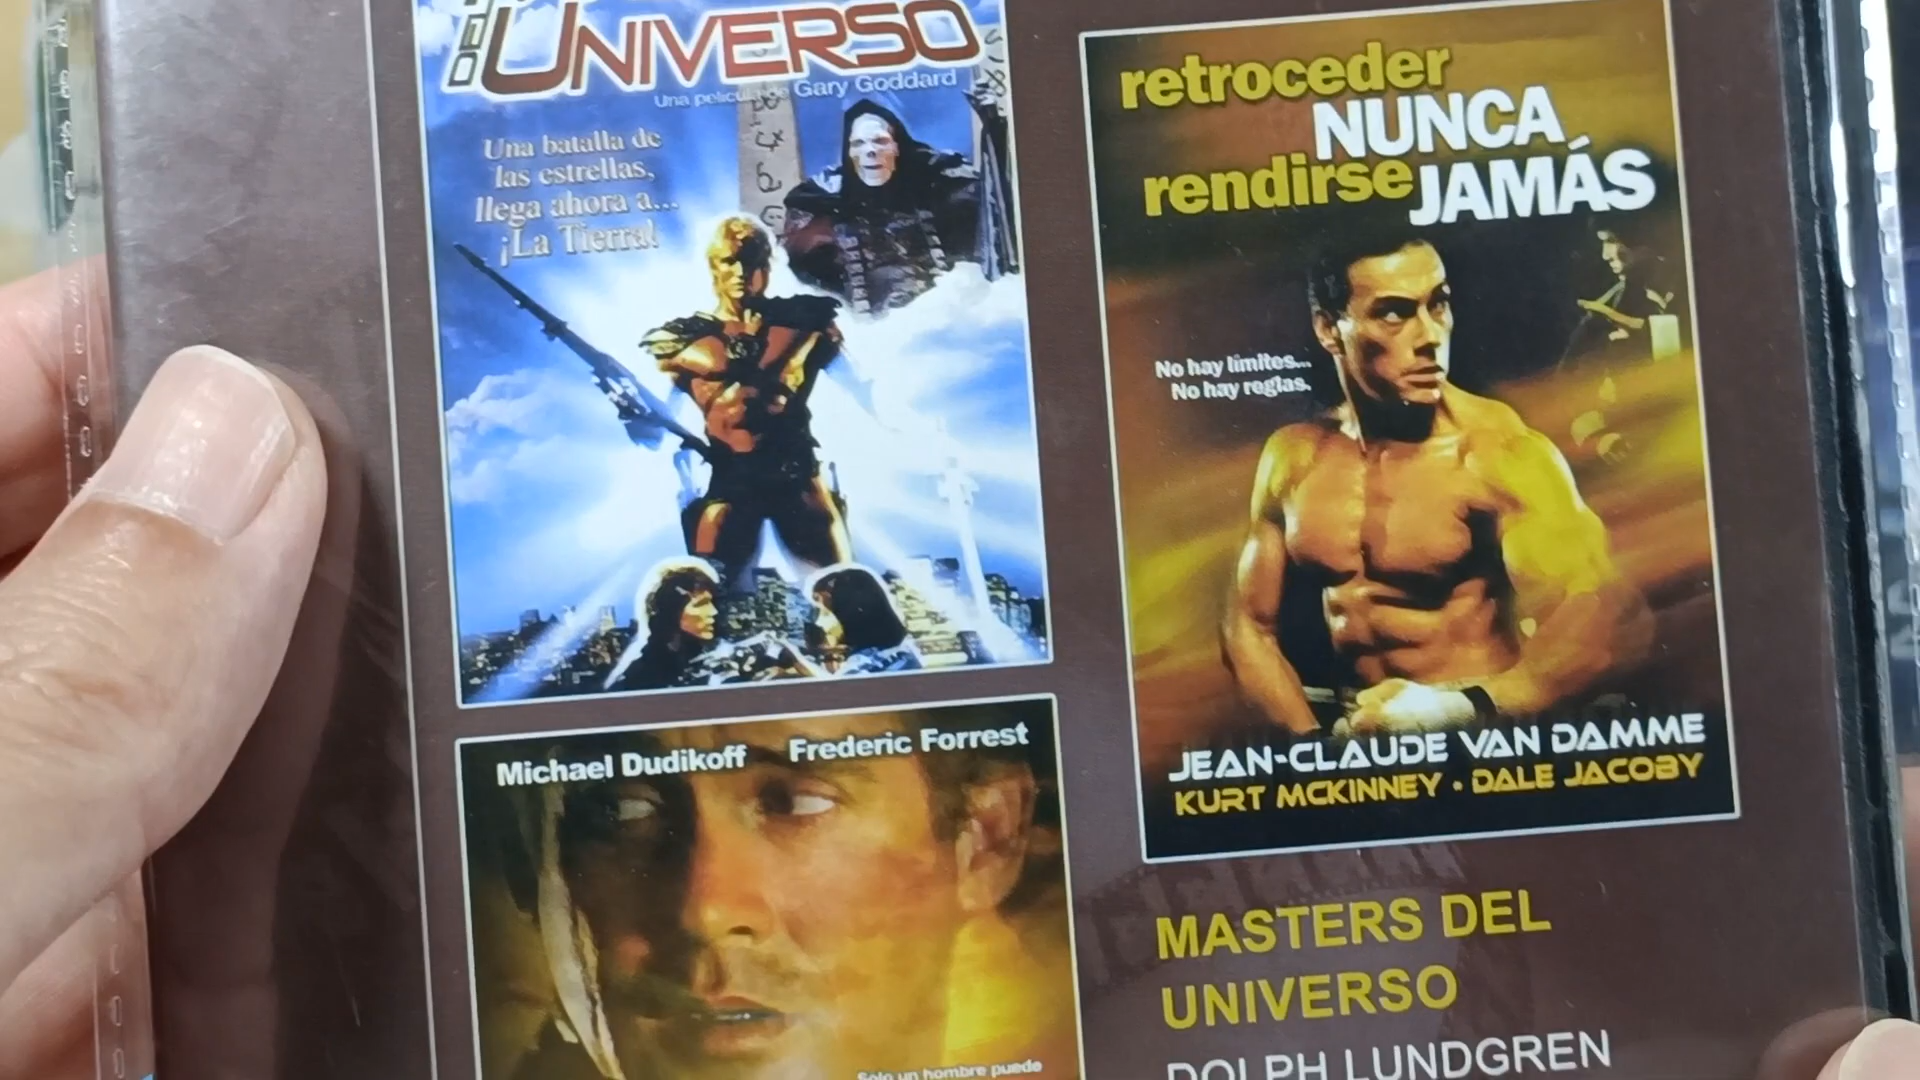 UNIVERSO
Una película de Gary Goddard
Una batalla de
las estrellas,
llega ahora a...
¡La Tierra!
retroceder
NUNCA
rendirse JAMÁS
No hay límites...
No hay reglas.
JEAN-CLAUDE VAN DAMME
KURT MCKINNEY · DALE JACOBY
Michael Dudikoff Frederic Forrest
Solo un hombre puede
MASTERS DEL
UNIVERSO
DOLPH LUNDGREN